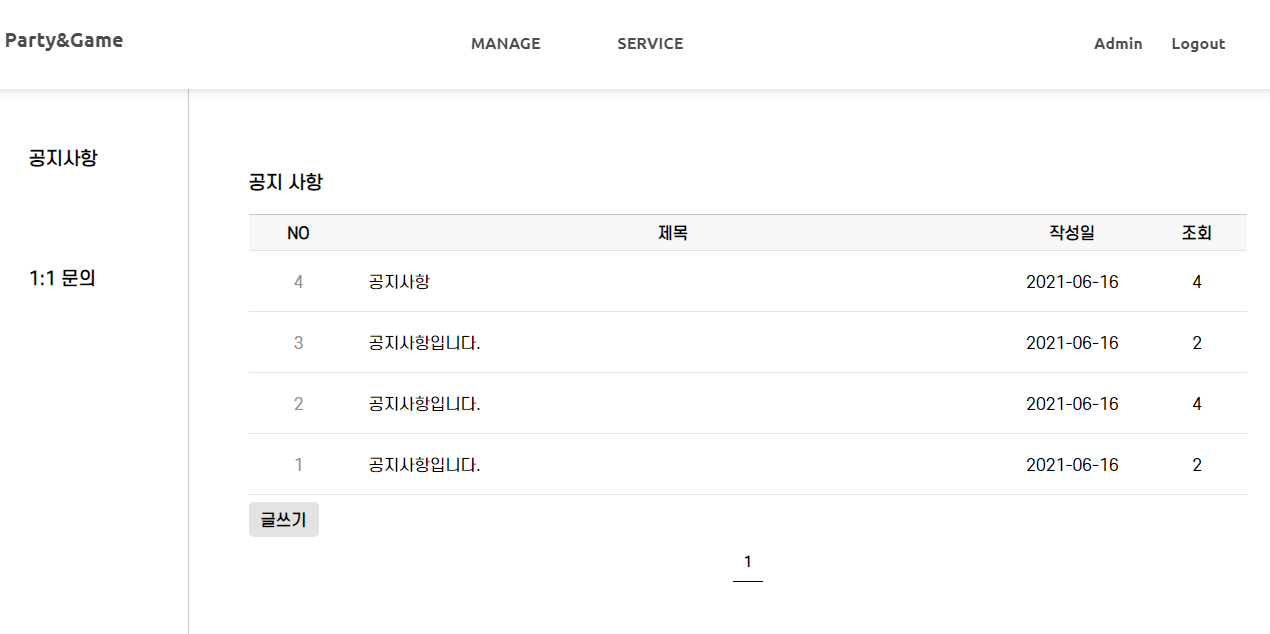 Party&Game MANAGE SERVICE Admin Logout
공지사항
1:1 문의
공지 사항
NO 제목 작성일 조회
4 공지사항 2021-06-16 4
3 공지사항입니다. 2021-06-16 2
2 공지사항입니다. 2021-06-16 4
1 공지사항입니다. 2021-06-16 2
글쓰기
1